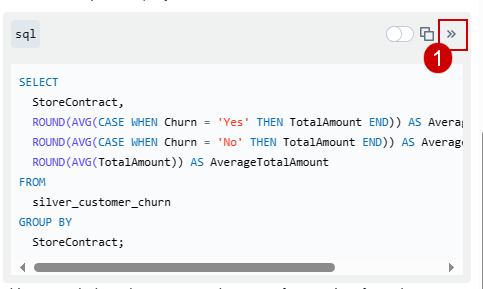 sql
»
1
SELECT
StoreContract,
ROUND(AVG(CASE WHEN Churn = 'Yes' THEN TotalAmount END)) AS Averag
ROUND(AVG(CASE WHEN Churn = 'No' THEN TotalAmount END)) AS Average
ROUND(AVG(TotalAmount)) AS AverageTotalAmount
FROM
silver_customer_churn
GROUP BY
StoreContract;